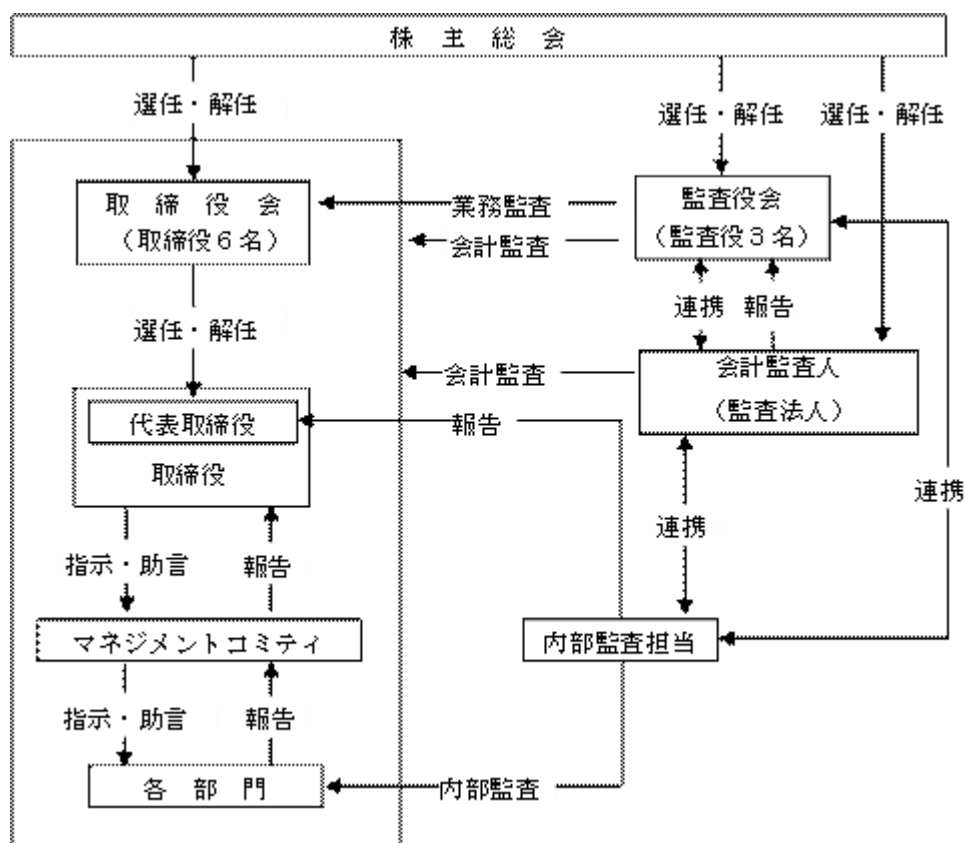 株 主 総 会
選任・解任
選任・解任
選任・解任
取 締 役 会
（取締役６名）
業務監査
会計監査
監査役会
（監査役３名）
連携
報告
選任・解任
会計監査
会計監査人
（監査法人）
代表取締役
取締役
報告
連携
連携
指示・助言
報告
マネジメントコミティ
内部監査担当
指示・助言
報告
各 部 門
内部監査